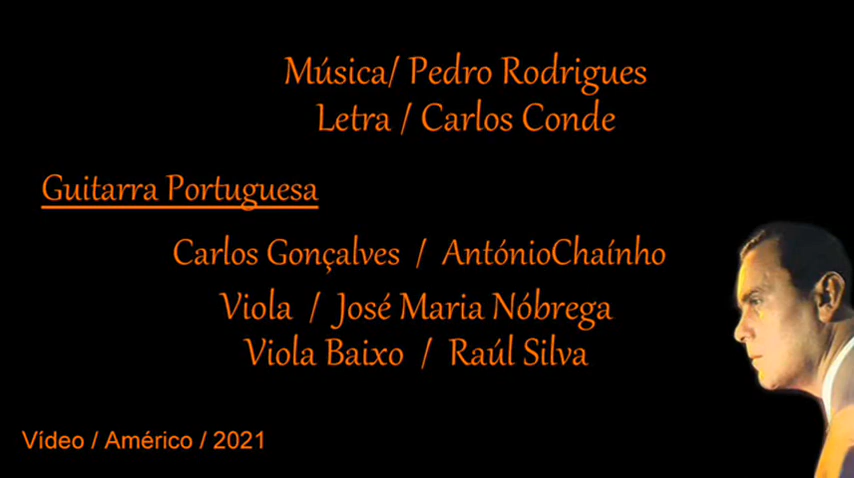 Música/ Pedro Rodrigues
Letra / Carlos Conde
Guitarra Portuguesa
Carlos Gonçalves / AntónioChaínho
Viola / José Maria Nóbrega
Viola Baixo / Raúl Silva
Vídeo / Américo / 2021